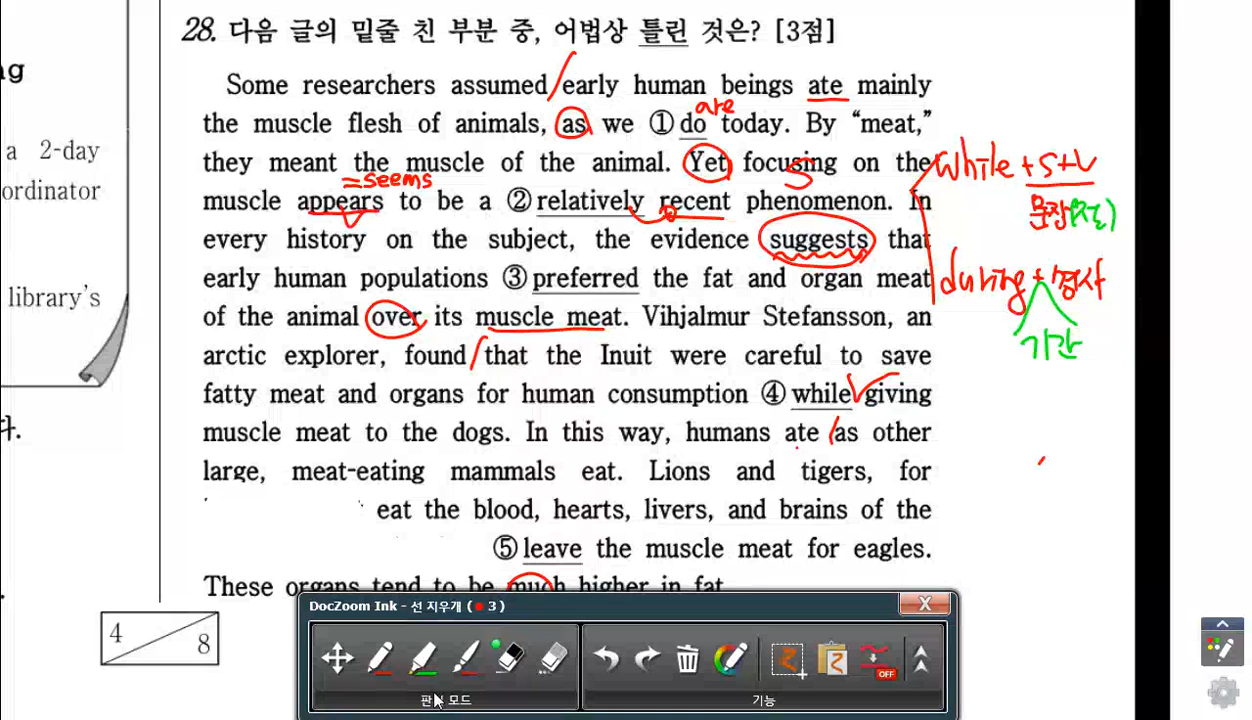 28. 다음 글의 밑줄 친 부분 중, 어법상 틀린 것은? [3점]
ng
a 2-day
ordinator
library's
다.
Some researchers assumed / early human beings ate mainly
are
the muscle flesh of animals, as we ① do today. By “meat,”
they meant the muscle of the animal. Yet focusing on the
=seems
S
muscle appears to be a ② relatively recent phenomenon. In
V
every history on the subject, the evidence suggests that
early human populations ③ preferred the fat and organ meat
of the animal over its muscle meat. Vihjalmur Stefansson, an
arctic explorer, found / that the Inuit were careful to save
fatty meat and organs for human consumption ④ while giving
muscle meat to the dogs. In this way, humans ate / as other
large, meat-eating mammals eat. Lions and tigers, for
eat the blood, hearts, livers, and brains of the
⑤ leave the muscle meat for eagles.
These organs tend to be much higher in fat.
while + S + V
문장(절)
during + 명사
기간
4
8
DocZoom Ink - 선 지우개 ( 3 )
X
OFF
판서 모드
기능